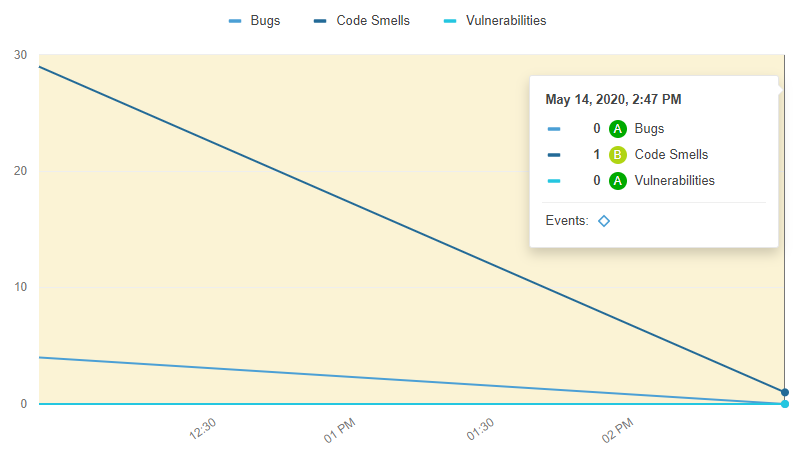 Bugs Code Smells Vulnerabilities
30
May 14, 2020, 2:47 PM
0 A Bugs
1 B Code Smells
20
0 A Vulnerabilities
Events:
10
0
12:30 01 PM 01:30 02 PM